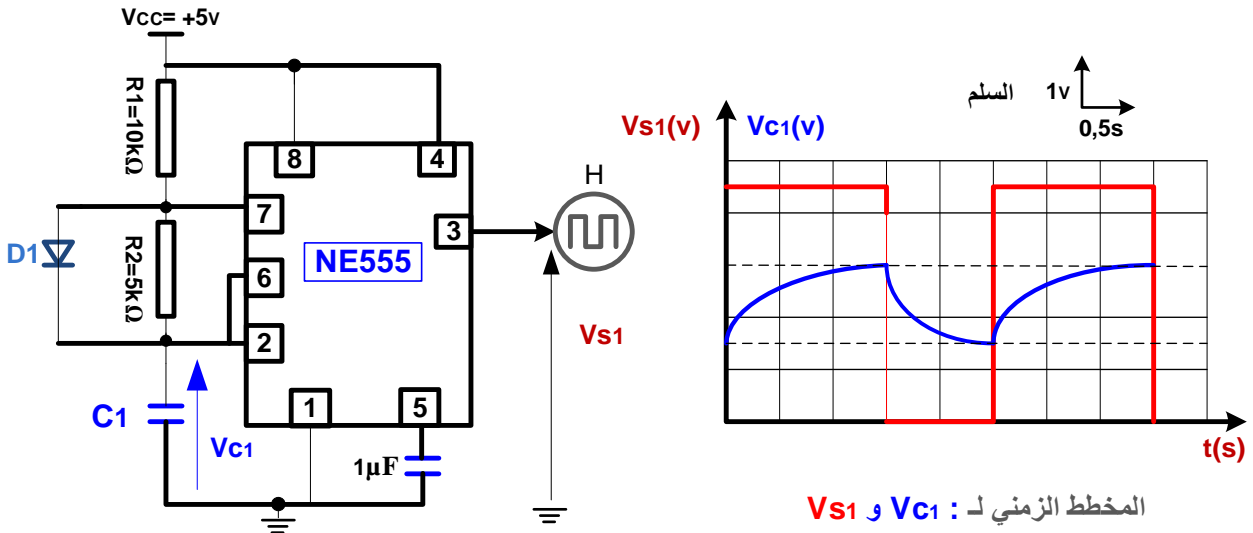 Vcc= +5v
R1=10kΩ
8
4
7
3
H
D1
R2=5kΩ
NE555
6
2
Vs1
1
5
C1
Vc1
1µF
السلم
1v
0,5s
Vs1(v)
Vc1(v)
t(s)
المخطط الزمني لـ : Vc1 و Vs1